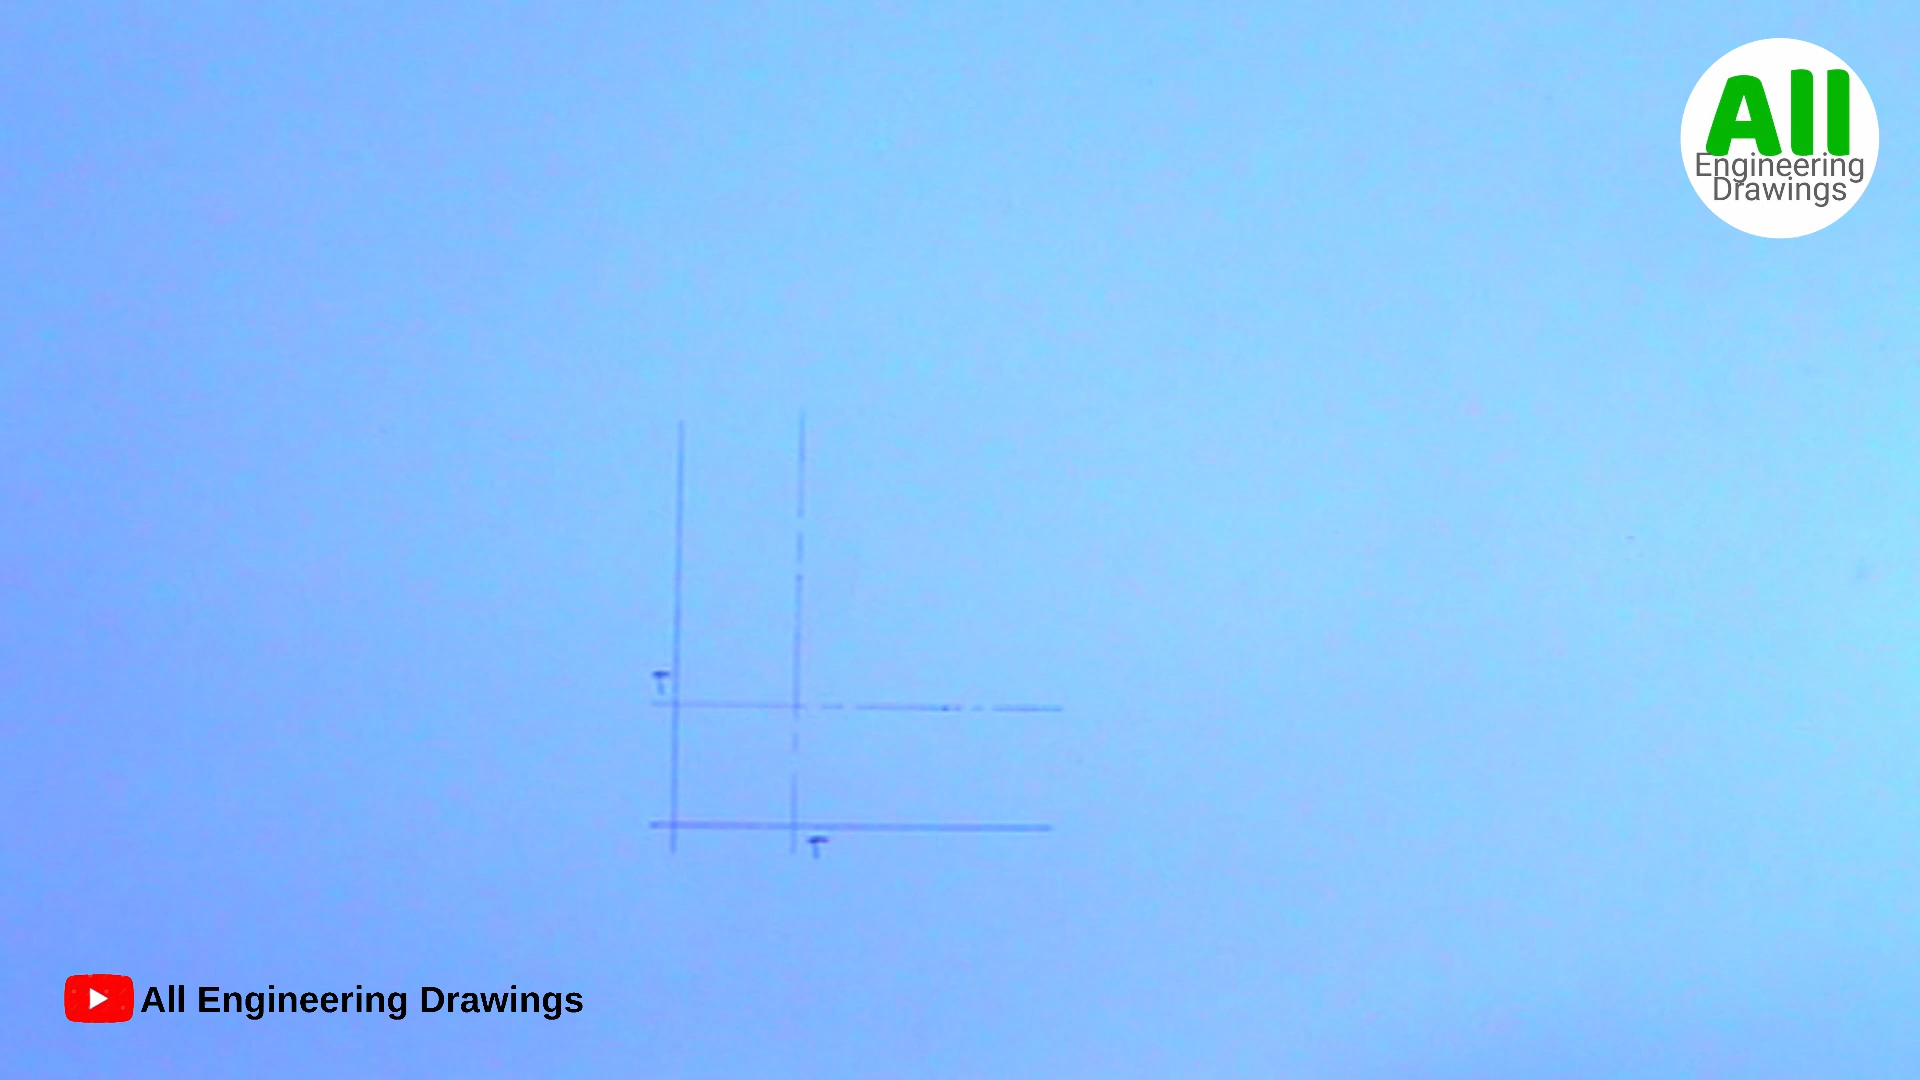 All
Engineering
Drawings
T
T
All Engineering Drawings